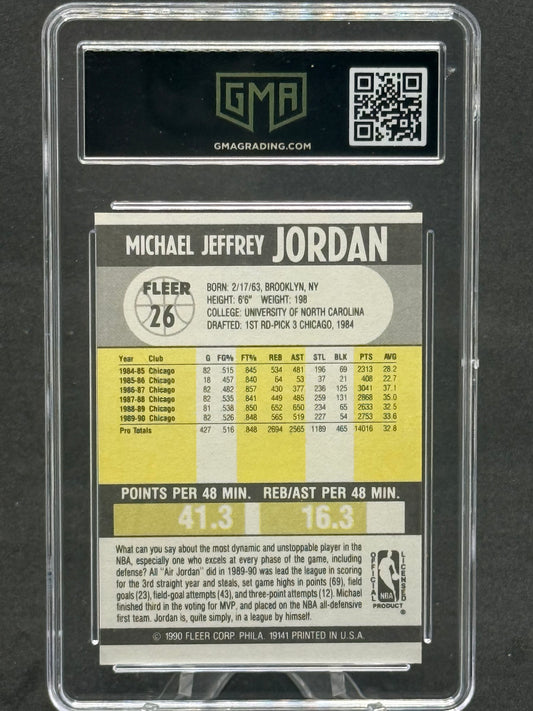 GMA
GMAGRADING.COM
MICHAEL JEFFREY JORDAN
FLEER
26
BORN: 2/17/63, BROOKLYN, NY
HEIGHT: 6'6" WEIGHT: 198
COLLEGE: UNIVERSITY OF NORTH CAROLINA
DRAFTED: 1ST RD-PICK 3 CHICAGO, 1984
Year Club G FG% FT% REB AST STL BLK PTS AVG
1984-85 Chicago 82 .515 .845 534 481 196 69 2313 28.2
1985-86 Chicago 18 .457 .840 64 53 37 21 408 22.7
1986-87 Chicago 82 .482 .857 430 377 236 125 3041 37.1
1987-88 Chicago 82 .535 .841 449 485 259 131 2868 35.0
1988-89 Chicago 81 .538 .850 652 650 234 65 2633 32.5
1989-90 Chicago 82 .526 .848 565 519 227 54 2753 33.6
Pro Totals 427 .516 .848 2694 2565 1189 465 14016 32.8
POINTS PER 48 MIN. REB/AST PER 48 MIN.
41.3 16.3
What can you say about the most dynamic and unstoppable player in the
NBA, especially one who excels at every phase of the game, including
defense? All "Air Jordan" did in 1989-90 was lead the league in scoring
for the 3rd straight year and steals, set game highs in points (69), field
goals (23), field-goal attempts (43), and three-point attempts (12). Michael
finished third in the voting for MVP, and placed on the NBA all-defensive
first team. Jordan is, quite simply, in a league by himself.
OFFICIAL LICENSED
NBA
PRODUCT ®
© 1990 FLEER CORP. PHILA. 19141 PRINTED IN U.S.A.